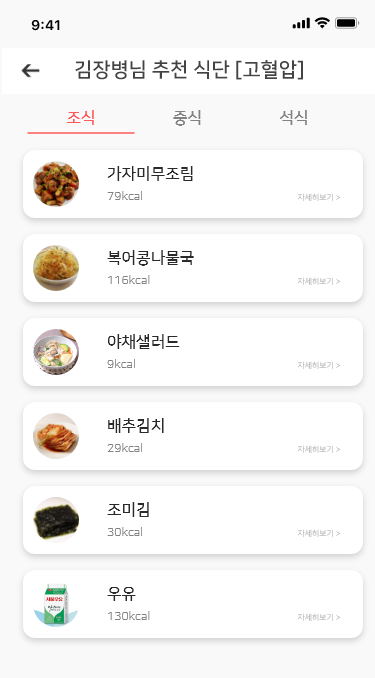 9:41
김장병님 추천 식단 [고혈압]
조식 중식 석식
가자미무조림
79kcal 자세히보기 >
복어콩나물국
116kcal 자세히보기 >
야채샐러드
9kcal 자세히보기 >
배추김치
29kcal 자세히보기 >
조미김
30kcal 자세히보기 >
우유
서울우유
130kcal 자세히보기 >